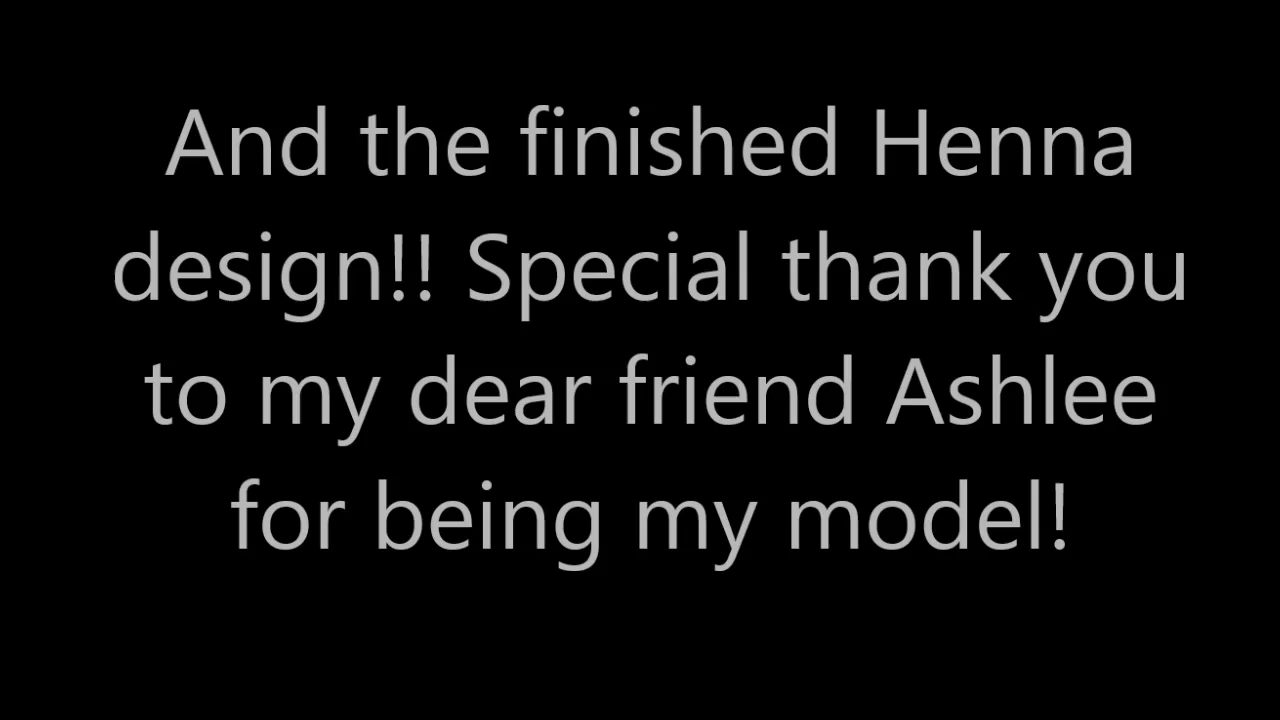 And the finished Henna
design!! Special thank you
to my dear friend Ashlee
for being my model!